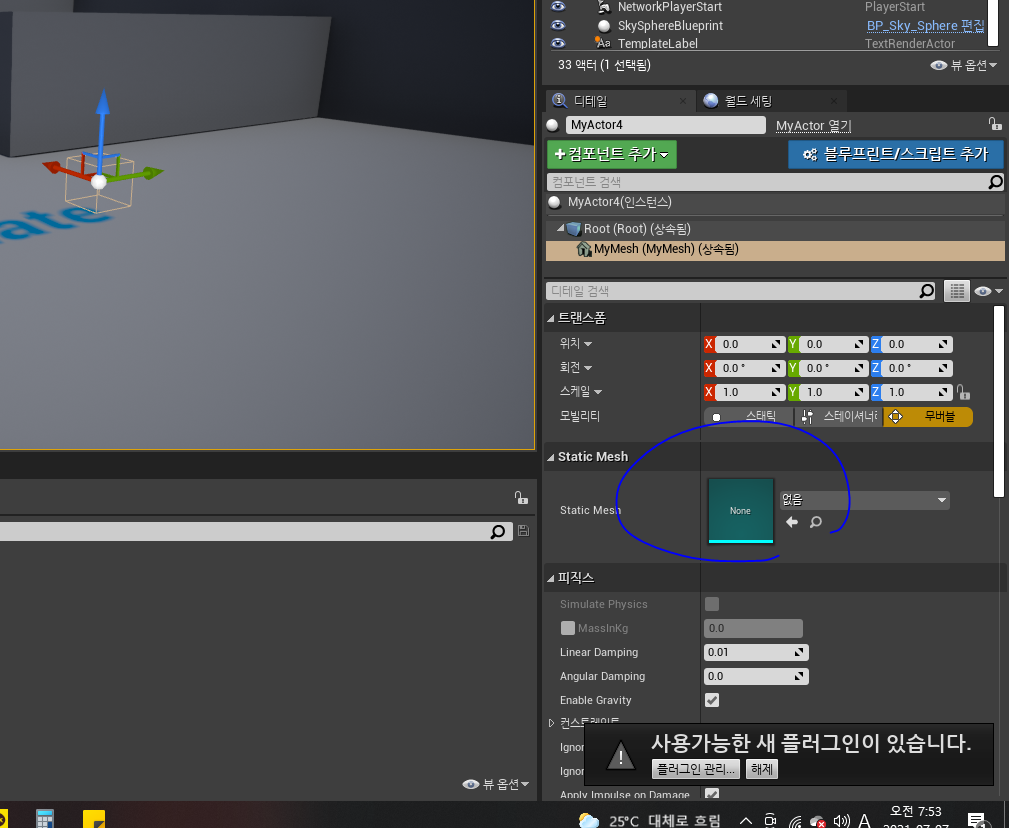 NetworkPlayerStart PlayerStart
SkySphereBlueprint BP_Sky_Sphere 편집
Aa TemplateLabel TextRenderActor
33 액터 (1 선택됨) 뷰 옵션
디테일 월드 세팅
MyActor4 MyActor 열기
+컴포넌트 추가 블루프린트/스크립트 추가
컴포넌트 검색
MyActor4(인스턴스)
Root (Root) (상속됨)
MyMesh (MyMesh) (상속됨)
디테일 검색
트랜스폼
위치 X 0.0 Y 0.0 Z 0.0
회전 X 0.0 ° Y 0.0 ° Z 0.0 °
스케일 X 1.0 Y 1.0 Z 1.0
모빌리티 스태틱 스테이셔너리 무버블
Static Mesh
Static Mesh None 없음
피직스
Simulate Physics
MassInKg 0.0
Linear Damping 0.01
Angular Damping 0.0
Enable Gravity
컨스트레인트
Ignor
Ignor
Apply Impulse on Damage
사용가능한 새 플러그인이 있습니다.
플러그인 관리... 해제
ate
뷰 옵션
25°C 대체로 흐림 A 오전 7:53
2021-07-07
1